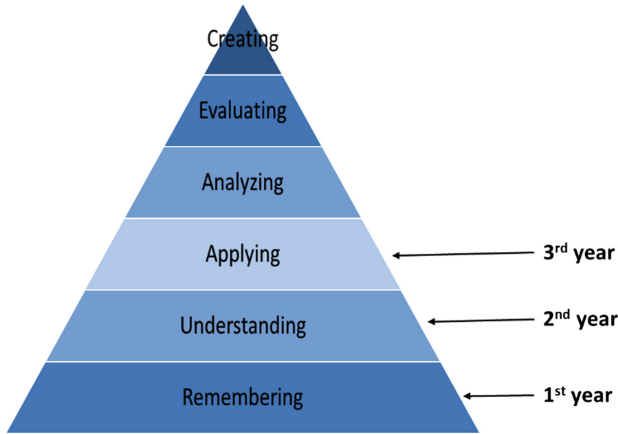 Creating
Evaluating
Analyzing
Applying
3rd year
Understanding
2nd year
Remembering
1st year